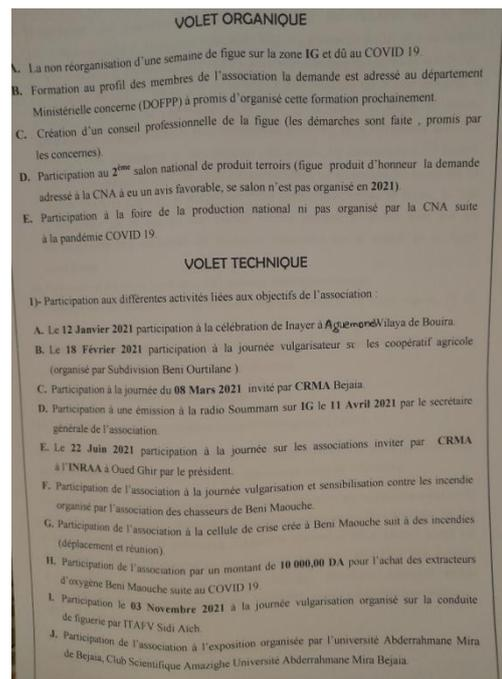 VOLET ORGANIQUE
A. La non réorganisation d'une semaine de figue sur la zone IG et dû au COVID 19.
B. Formation au profil des membres de l'association la demande est adressé au département
Ministérielle concerne (DOFPP) à promis d'organisé cette formation prochainement.
C. Création d'un conseil professionnelle de la figue (les démarches sont faite , promis par
les concernes).
D. Participation au 2ème salon national de produit terroirs (figue produit d'honneur la demande
adressé à la CNA à eu un avis favorable, se salon n'est pas organisé en 2021).
E. Participation à la foire de la production national ni pas organisé par la CNA suite
à la pandémie COVID 19.
VOLET TECHNIQUE
1)- Participation aux différentes activités liées aux objectifs de l'association :
A. Le 12 Janvier 2021 participation à la célébration de Inayer à Aguemone Wilaya de Bouira.
B. Le 18 Février 2021 participation à la journée vulgarisateur les coopératif agricole
(organisé par Subdivision Beni Ourtilane ).
C. Participation à la journée du 08 Mars 2021 invité par CRMA Bejaia.
D. Participation à une émission à la radio Soummam sur IG le 11 Avril 2021 par le secrétaire
générale de l'association.
E. Le 22 Juin 2021 participation à la journée sur les associations inviter par CRMA
à l'INRAA à Oued Ghir par le président.
F. Participation de l'association à la journée vulgarisation et sensibilisation contre les incendie
organisé par l'association des chasseurs de Beni Maouche.
G. Participation de l'association à la cellule de crise crée à Beni Maouche suit à des incendies
(déplacement et réunion).
H. Participation de l'association par un montant de 10 000,00 DA pour l'achat des extracteurs
d'oxygène Beni Maouche suite au COVID 19.
I. Participation le 03 Novembre 2021 à la journée vulgarisation organisé sur la conduite
de figuerie par ITAFV Sidi Aich.
J. Participation de l'association à l'exposition organisée par l'université Abderrahmane Mira
de Bejaia, Club Scientifique Amazighe Université Abderrahmane Mira Bejaia.